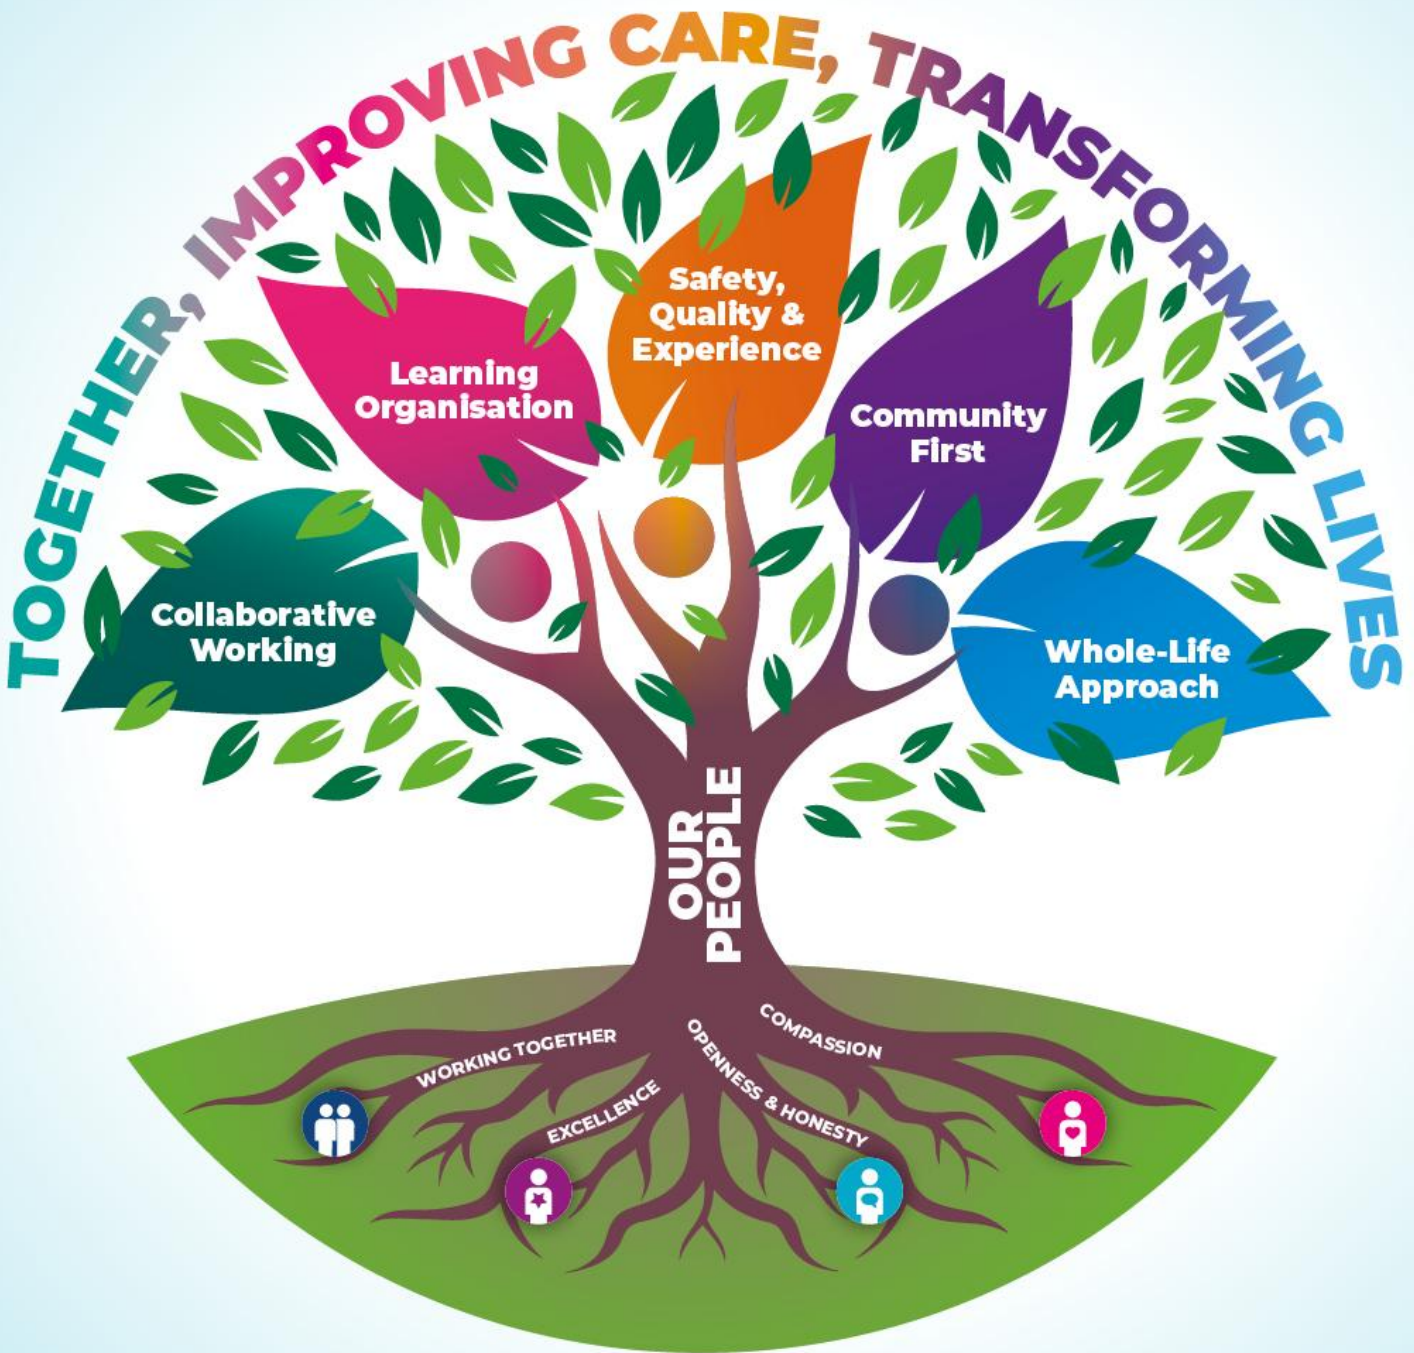 TOGETHER, IMPROVING CARE, TRANSFORMING LIVES
Safety,
Quality &
Experience
Learning
Organisation
Community
First
Collaborative
Working
Whole-Life
Approach
OUR
PEOPLE
WORKING TOGETHER
EXCELLENCE
OPENNESS & HONESTY
COMPASSION